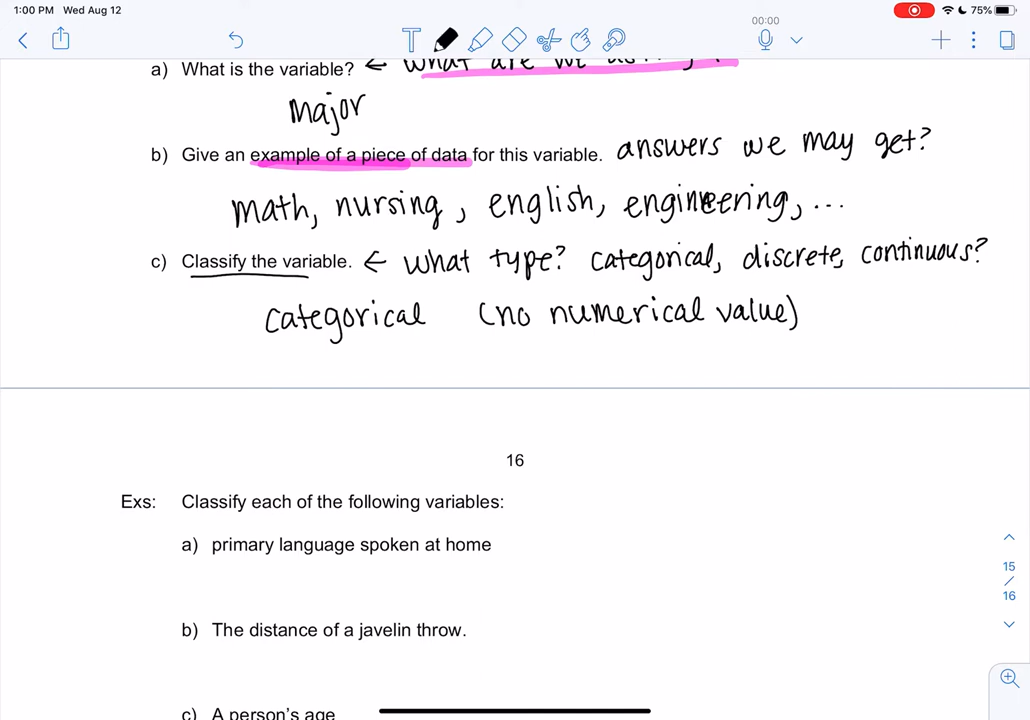 1:00 PM Wed Aug 12
75%
00:00
a) What is the variable? ← what are we
major
b) Give an example of a piece of data for this variable. answers we may get?
math, nursing, english, engineering, ...
c) Classify the variable. ← what type? categorical, discrete, continuous?
categorical (no numerical value)
16
Exs: Classify each of the following variables:
a) primary language spoken at home
b) The distance of a javelin throw.
c) A person's age
15
/
16